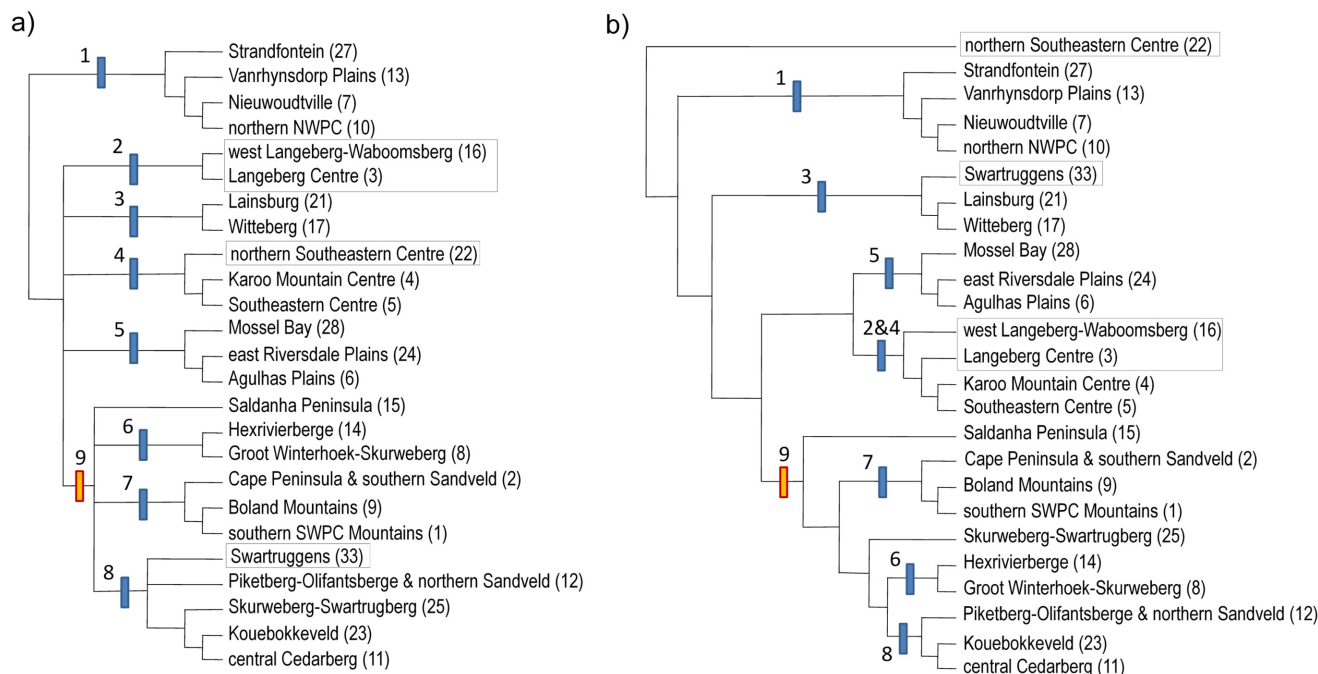 a)
1
Strandfontein (27)
Vanrhynsdorp Plains (13)
Nieuwoudtville (7)
northern NWPC (10)
2
west Langeberg-Waboomsberg (16)
Langeberg Centre (3)
3
Lainsburg (21)
Witteberg (17)
4
northern Southeastern Centre (22)
Karoo Mountain Centre (4)
Southeastern Centre (5)
5
Mossel Bay (28)
east Riversdale Plains (24)
Agulhas Plains (6)
9
Saldanha Peninsula (15)
6
Hexrivierberge (14)
Groot Winterhoek-Skurweberg (8)
7
Cape Peninsula & southern Sandveld (2)
Boland Mountains (9)
southern SWPC Mountains (1)
8
Swartruggens (33)
Piketberg-Olifantsberge & northern Sandveld (12)
Skurweberg-Swartrugberg (25)
Kouebokkeveld (23)
central Cedarberg (11)
b)
northern Southeastern Centre (22)
1
Strandfontein (27)
Vanrhynsdorp Plains (13)
Nieuwoudtville (7)
northern NWPC (10)
3
Swartruggens (33)
Lainsburg (21)
Witteberg (17)
5
Mossel Bay (28)
east Riversdale Plains (24)
Agulhas Plains (6)
2&4
west Langeberg-Waboomsberg (16)
Langeberg Centre (3)
Karoo Mountain Centre (4)
Southeastern Centre (5)
9
Saldanha Peninsula (15)
7
Cape Peninsula & southern Sandveld (2)
Boland Mountains (9)
southern SWPC Mountains (1)
Skurweberg-Swartrugberg (25)
6
Hexrivierberge (14)
Groot Winterhoek-Skurweberg (8)
8
Piketberg-Olifantsberge & northern Sandveld (12)
Kouebokkeveld (23)
central Cedarberg (11)